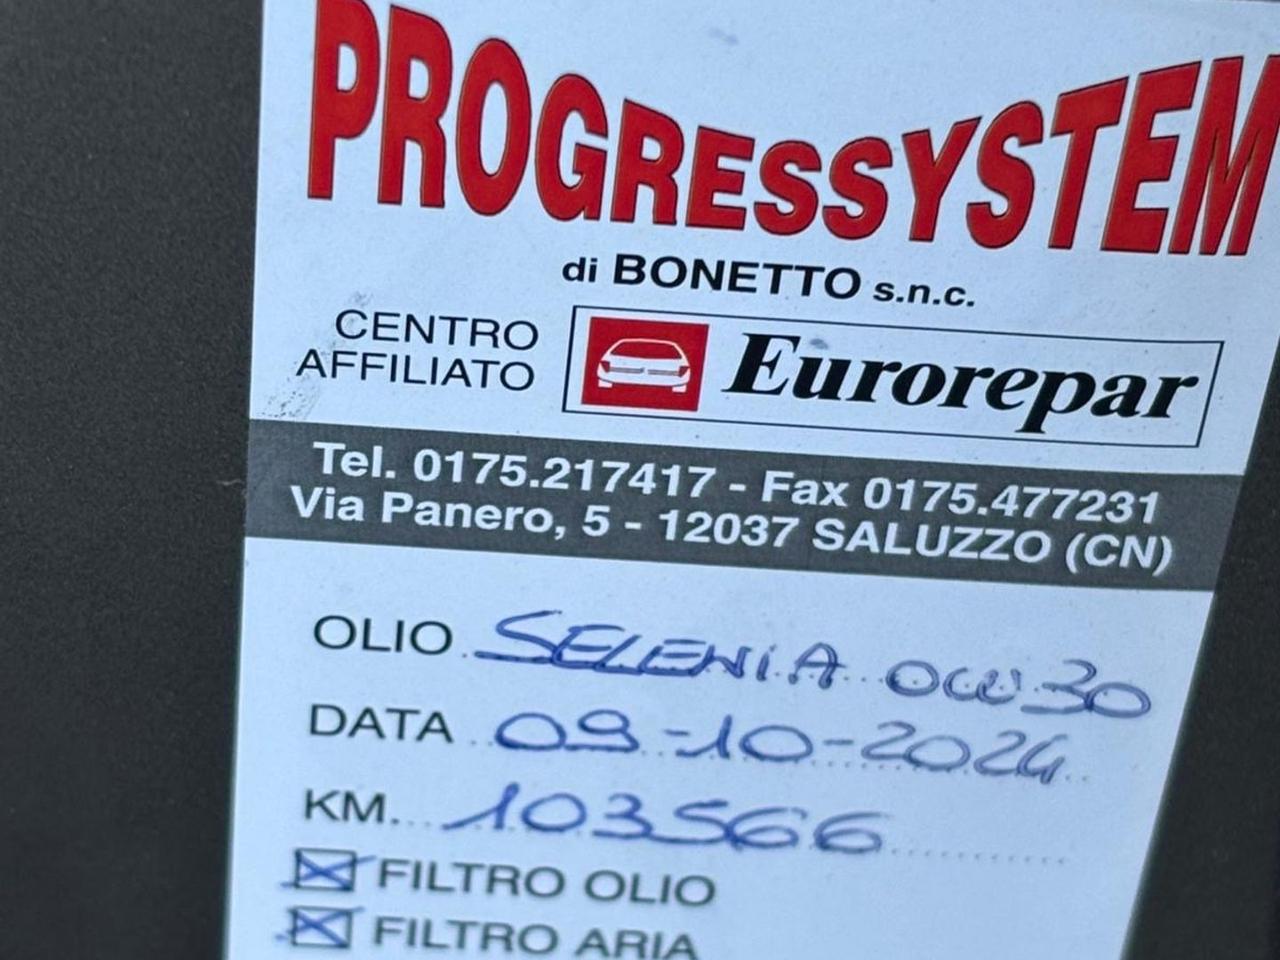 PROGRESSYSTEM
di BONETTO s.n.c.
CENTRO
AFFILIATO
Eurorepar
Tel. 0175.217417 - Fax 0175.477231
Via Panero, 5 - 12037 SALUZZO (CN)
OLIO SELENIA 0W30
DATA 09-10-2024
KM. 103566
FILTRO OLIO
FILTRO ARIA